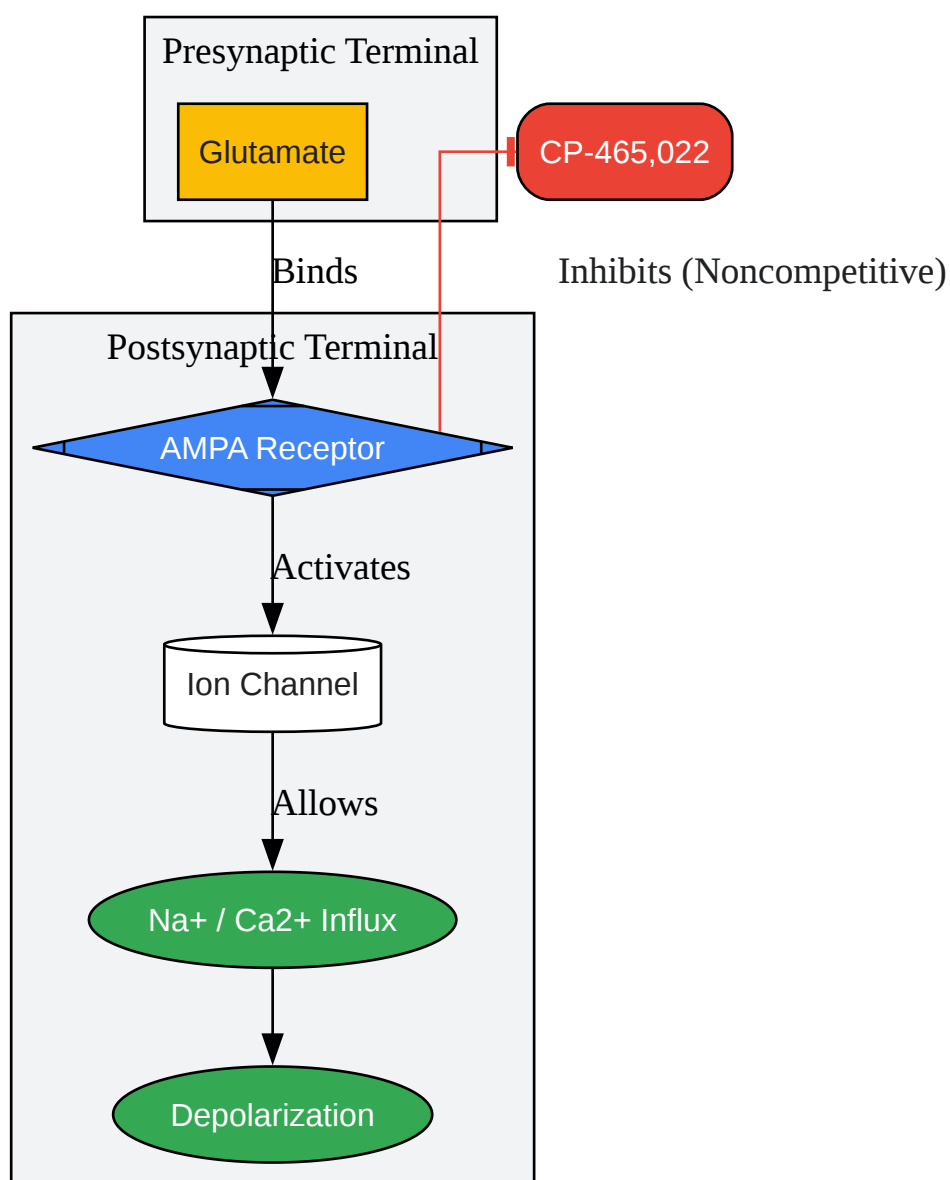 Presynaptic Terminal
Glutamate
CP-465,022
Binds
Inhibits (Noncompetitive)
Postsynaptic Terminal
AMPA Receptor
Activates
Ion Channel
Allows
Na+ / Ca2+ Influx
Depolarization